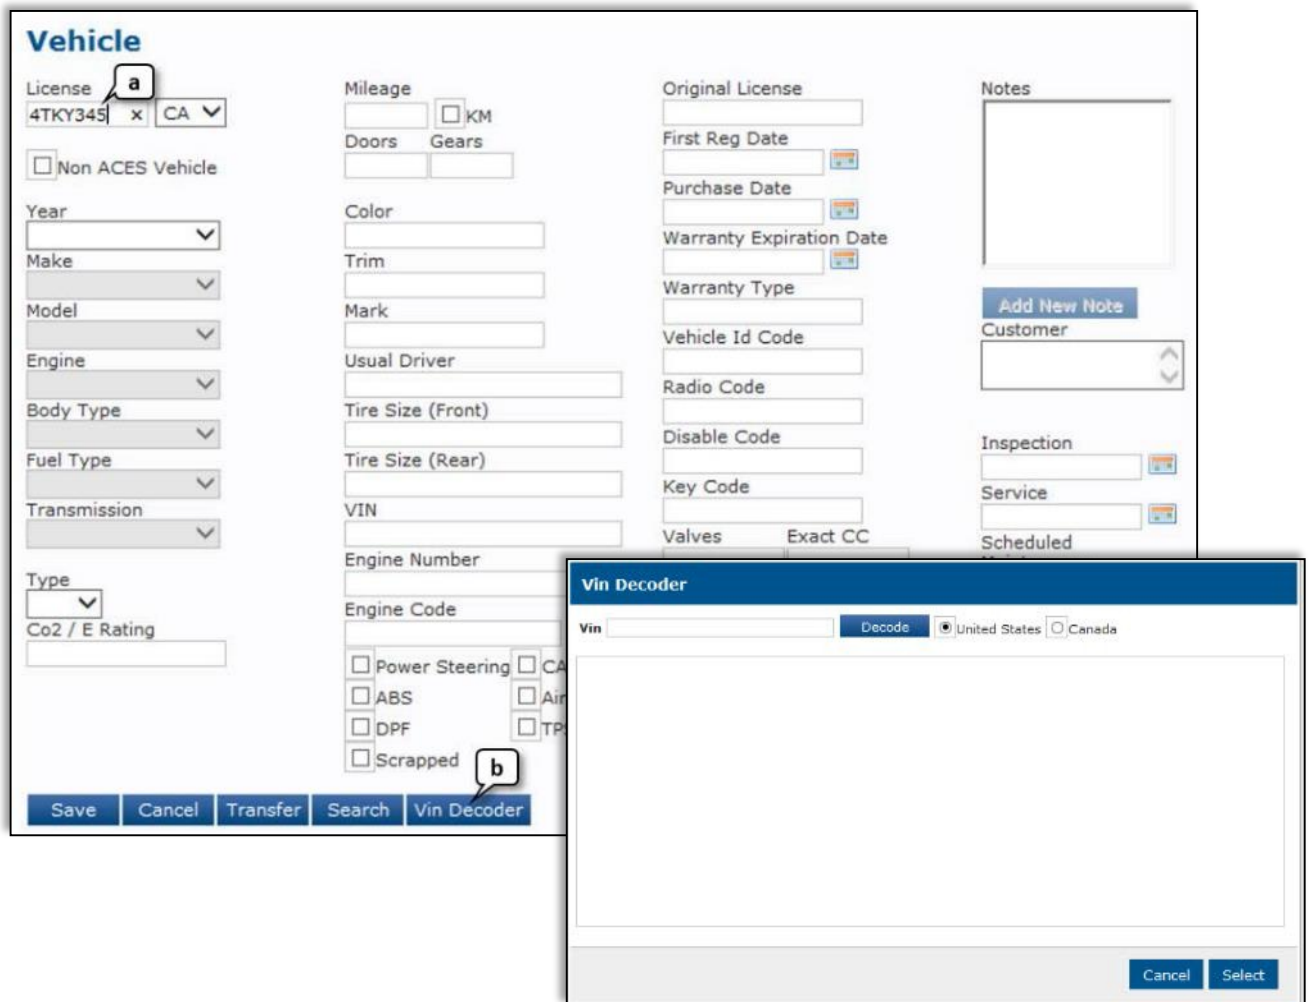 Vehicle
License
a
4TKY345 × CA
Non ACES Vehicle
Year
Make
Model
Engine
Body Type
Fuel Type
Transmission
Type
Co2 / E Rating
Mileage
KM
Doors Gears
Color
Trim
Mark
Usual Driver
Tire Size (Front)
Tire Size (Rear)
VIN
Engine Number
Engine Code
Power Steering CA
ABS Air
DPF
Scrapped
Original License
First Reg Date
Purchase Date
Warranty Expiration Date
Warranty Type
Vehicle Id Code
Radio Code
Disable Code
Key Code
Valves Exact CC
Notes
Add New Note
Customer
Inspection
Service
Scheduled
b
Save Cancel Transfer Search Vin Decoder
Vin Decoder
Vin Decode United States Canada
Cancel Select